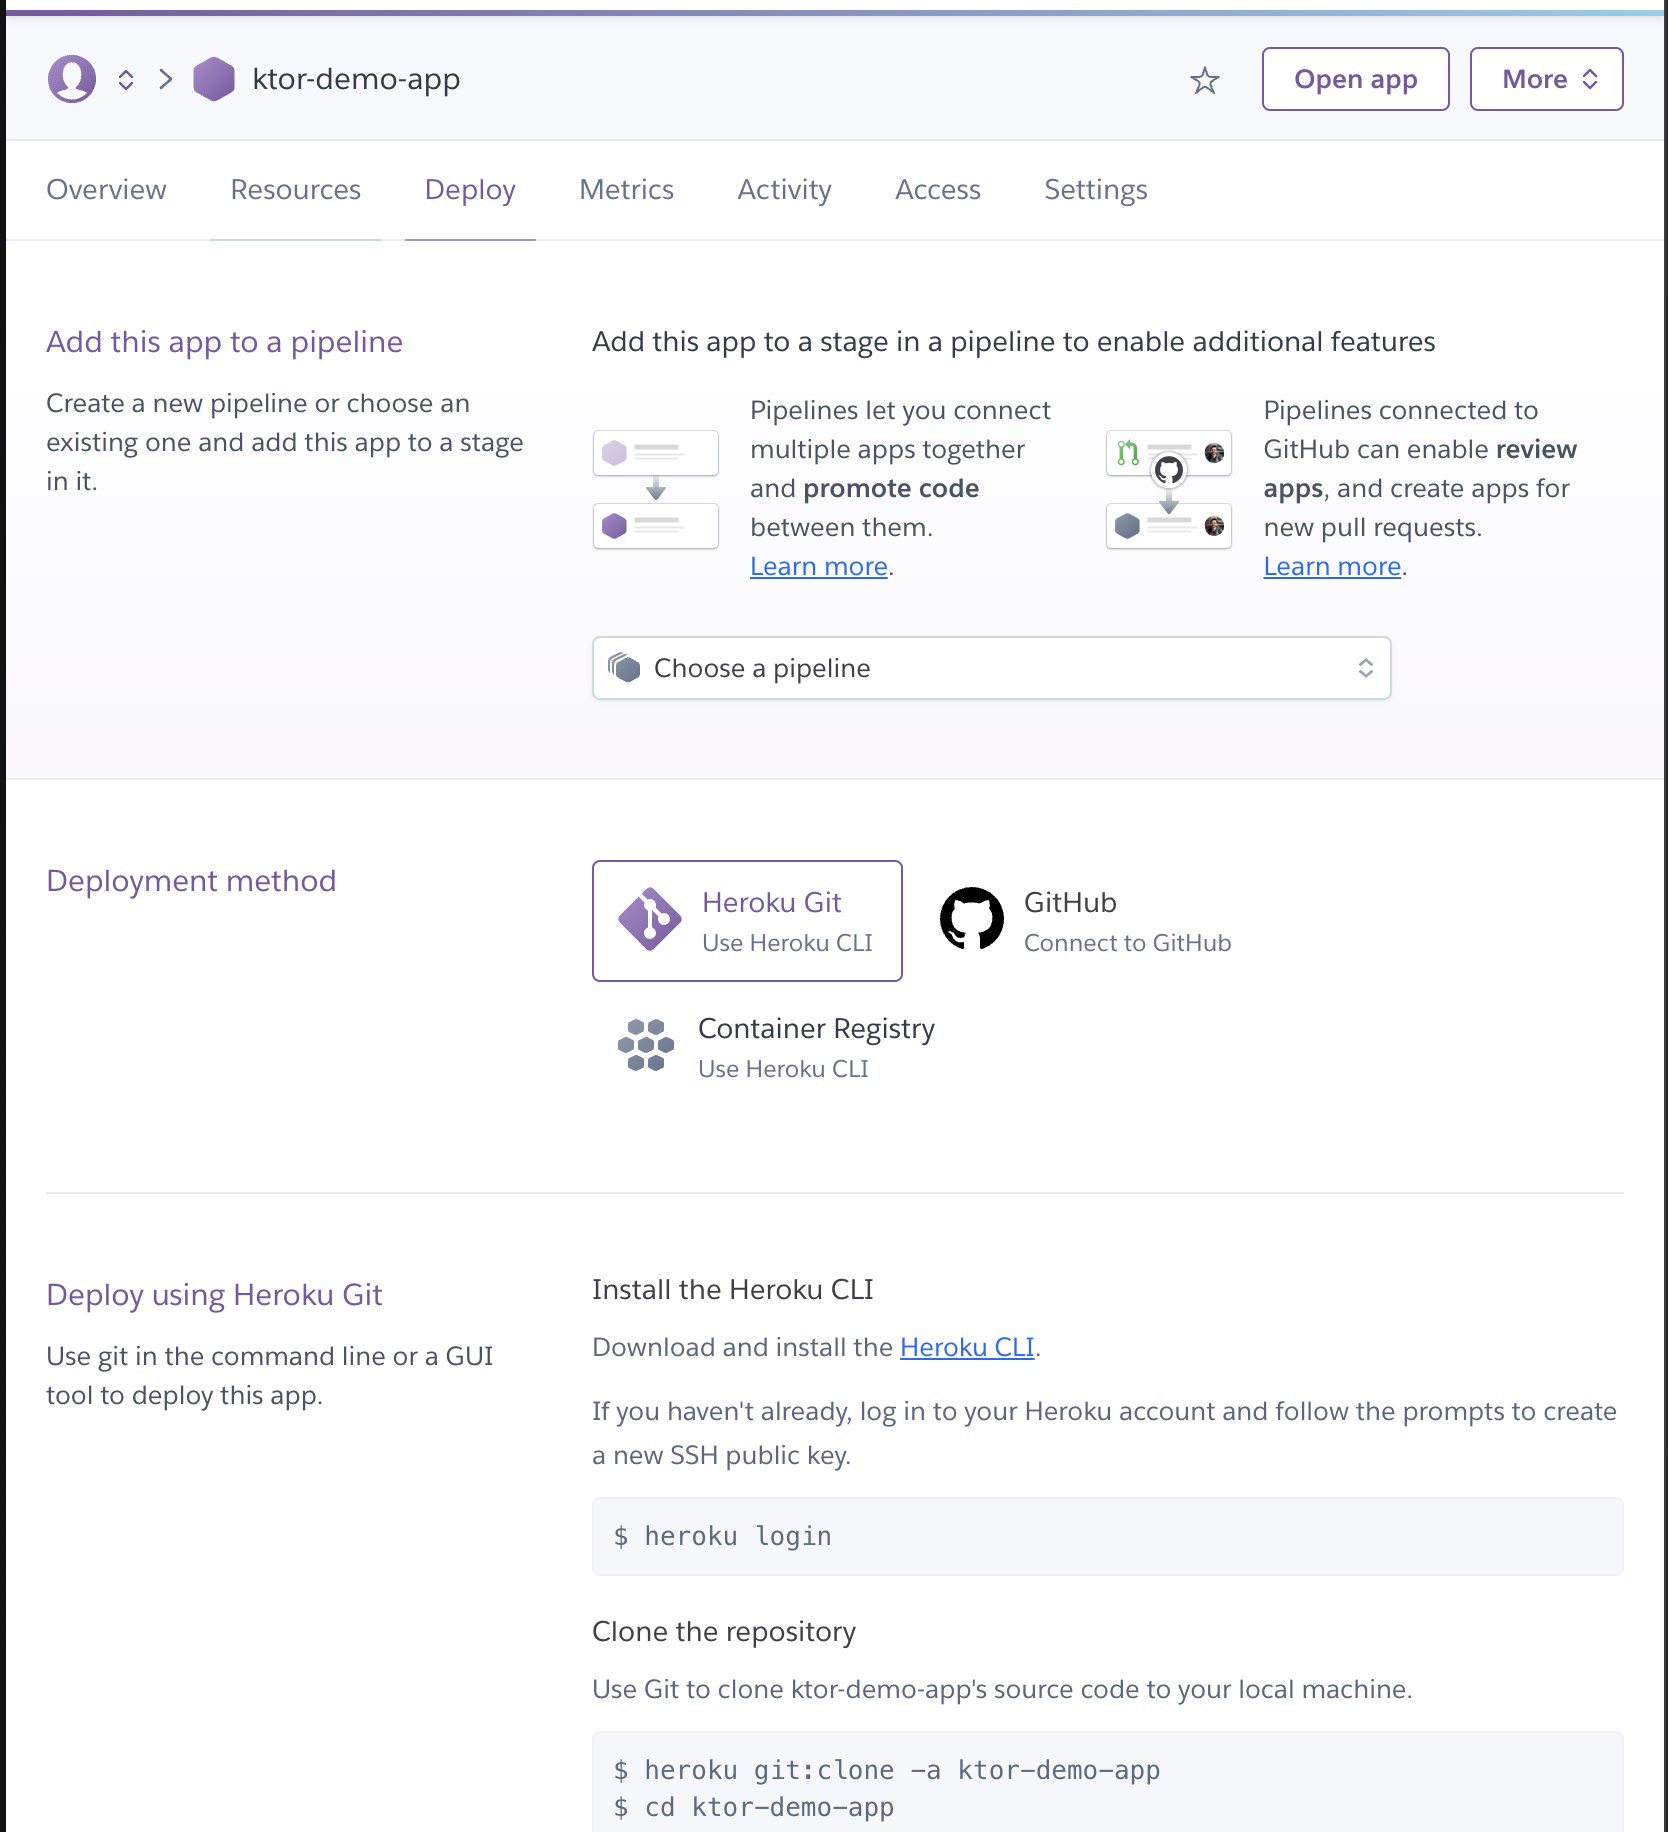 ktor-demo-app
Open app
More
Overview
Resources
Deploy
Metrics
Activity
Access
Settings
Add this app to a pipeline
Create a new pipeline or choose an
existing one and add this app to a stage
in it.
Add this app to a stage in a pipeline to enable additional features
Pipelines let you connect
multiple apps together
and promote code
between them.
Learn more.
Pipelines connected to
GitHub can enable review
apps, and create apps for
new pull requests.
Learn more.
Choose a pipeline
Deployment method
Heroku Git
Use Heroku CLI
GitHub
Connect to GitHub
Container Registry
Use Heroku CLI
Deploy using Heroku Git
Use git in the command line or a GUI
tool to deploy this app.
Install the Heroku CLI
Download and install the Heroku CLI.
If you haven't already, log in to your Heroku account and follow the prompts to create
a new SSH public key.
$ heroku login
Clone the repository
Use Git to clone ktor-demo-app's source code to your local machine.
$ heroku git:clone -a ktor-demo-app
$ cd ktor-demo-app